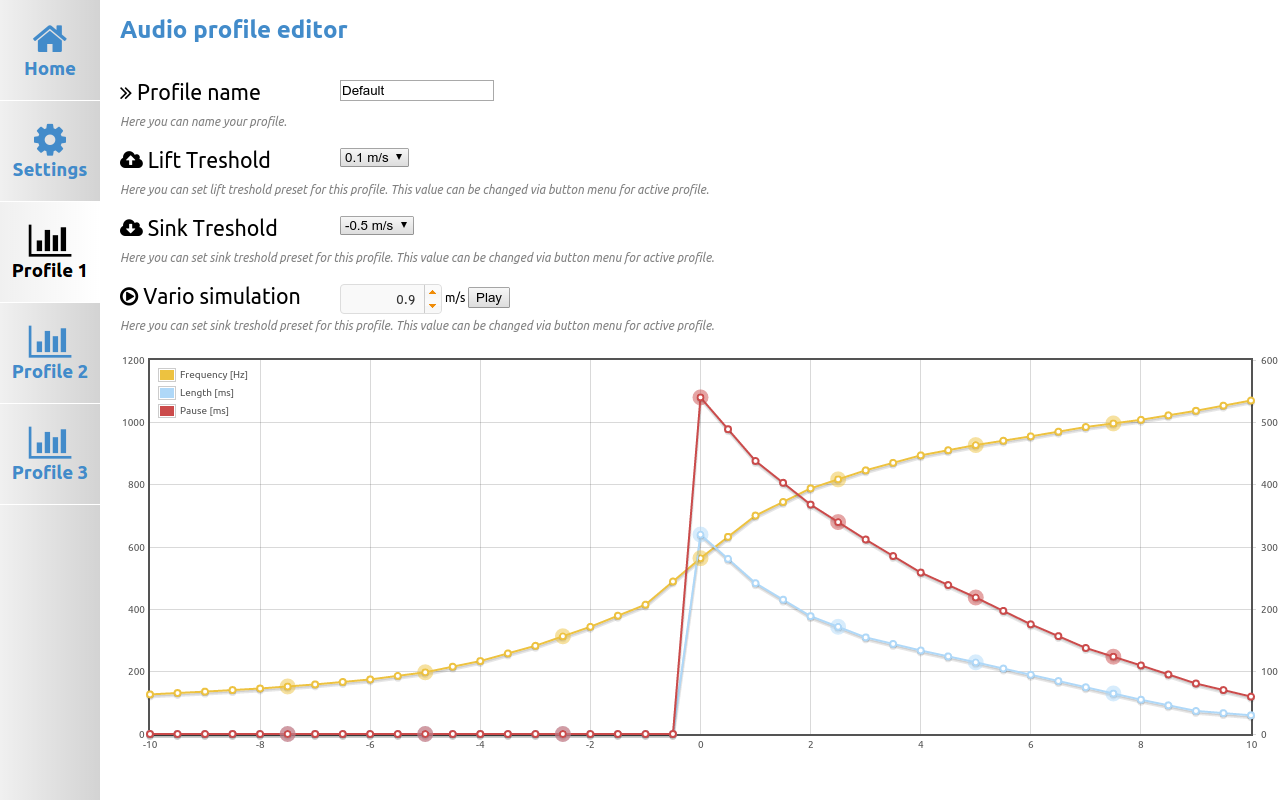 Home
Settings
Profile 1
Profile 2
Profile 3
Audio profile editor
Profile name Default
Here you can name your profile.
Lift Treshold 0.1 m/s
Here you can set lift treshold preset for this profile. This value can be changed via button menu for active profile.
Sink Treshold -0.5 m/s
Here you can set sink treshold preset for this profile. This value can be changed via button menu for active profile.
Vario simulation 0.9 m/s Play
Here you can set sink treshold preset for this profile. This value can be changed via button menu for active profile.
Frequency [Hz]
Length [ms]
Pause [ms]
1200
1000
800
600
400
200
0
600
500
400
300
200
100
0
-10 -8 -6 -4 -2 0 2 4 6 8 10